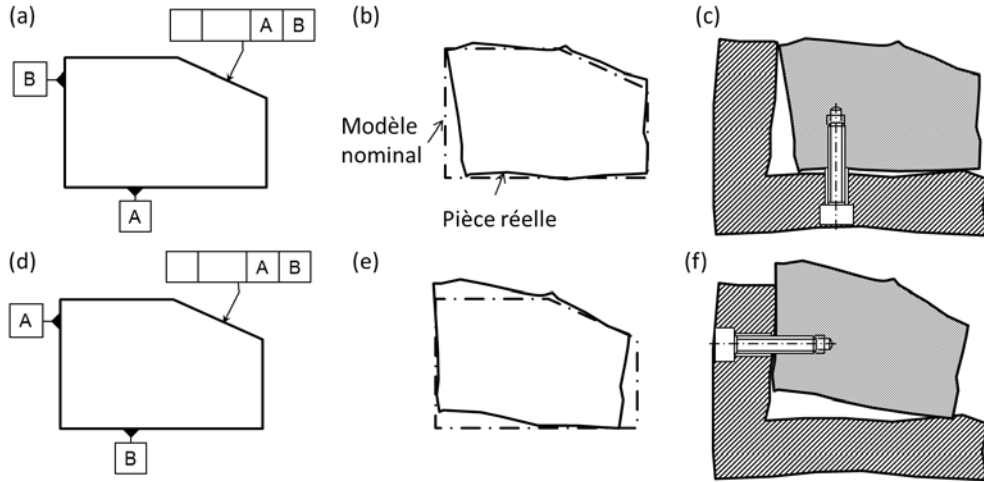 (a)
A B
B
A
(b)
Modèle
nominal
Pièce réelle
(c)
(d)
A B
A
B
(e)
(f)